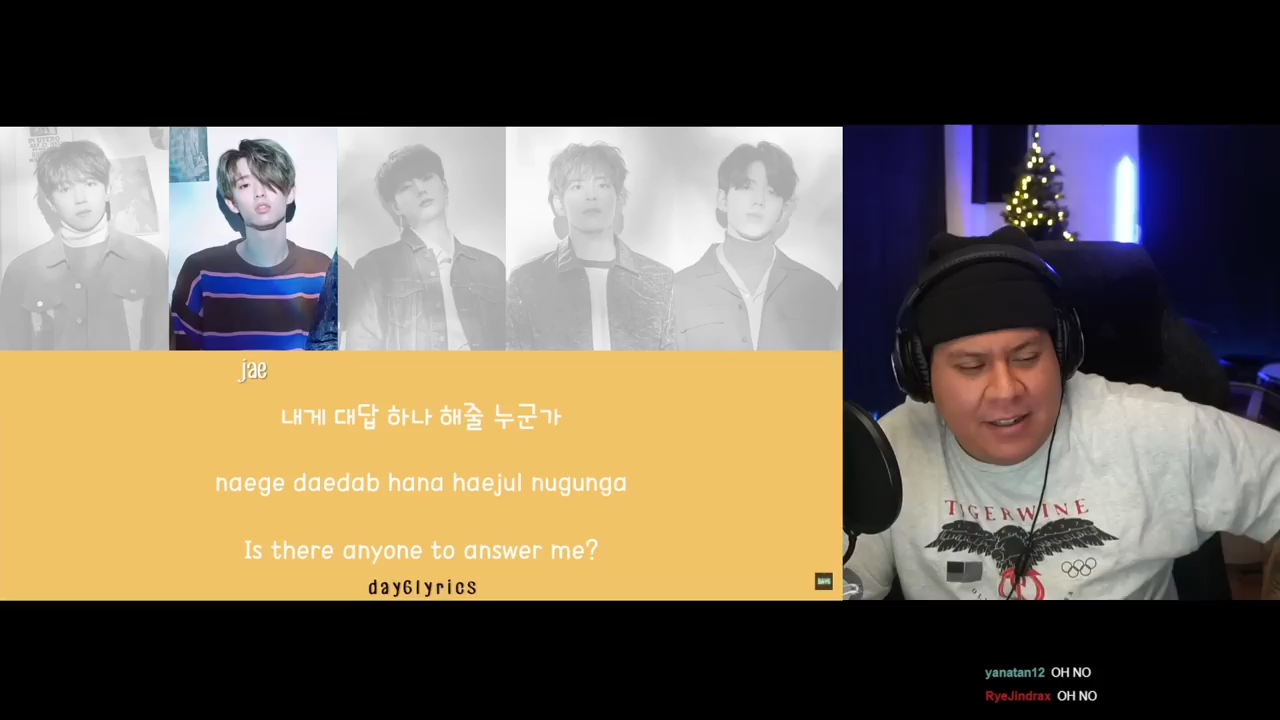 jae
내게 대답 하나 해줄 누군가
naege daedab hana haejul nugunga
Is there anyone to answer me?
day6lyrics
DAY6
TIGERWINE
yanatan12 OH NO
RyeJindrax OH NO